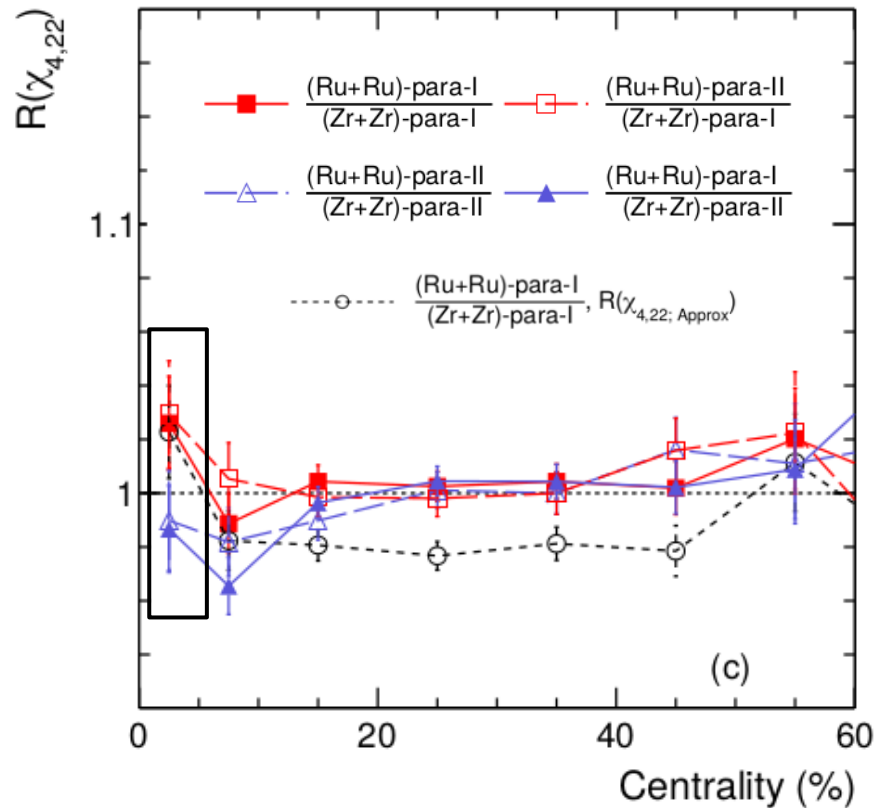 R(χ4,22)
(Ru+Ru)-para-I
(Zr+Zr)-para-I
(Ru+Ru)-para-II
(Zr+Zr)-para-I
(Ru+Ru)-para-II
(Zr+Zr)-para-II
(Ru+Ru)-para-I
(Zr+Zr)-para-II
1.1
(Ru+Ru)-para-I
(Zr+Zr)-para-I , R(χ4,22; Approx)
1
(c)
0 20 40 60
Centrality (%)